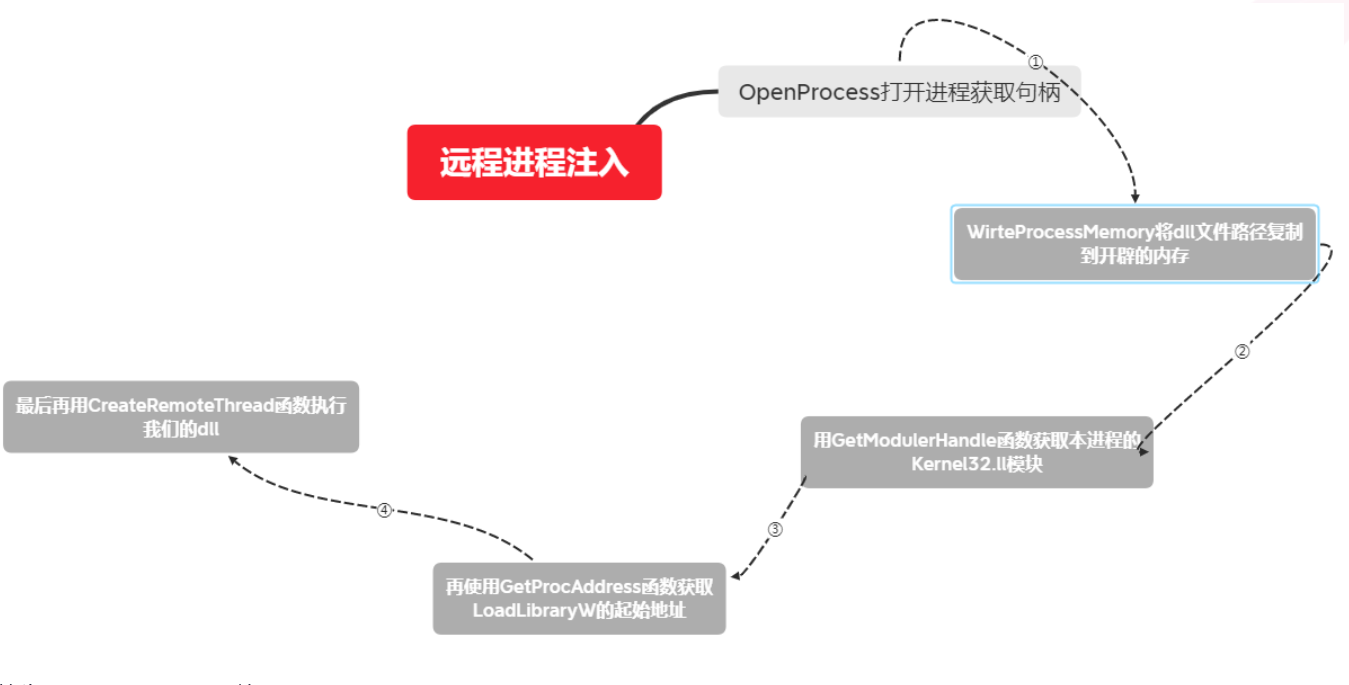 远程进程注入
OpenProcess打开进程获取句柄
①
WirteProcessMemory将dll文件路径复制
到开辟的内存
②
用GetModulerHandle函数获取本进程的
Kernel32.ll模块
③
再使用GetProcAddress函数获取
LoadLibraryW的起始地址
④
最后再用CreateRemoteThread函数执行
我们的dll